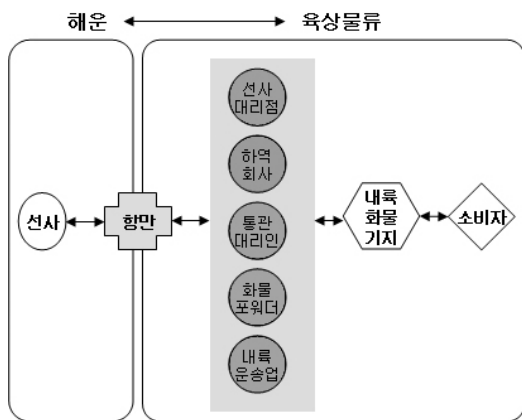 해운
육상물류
선사
대리점
하역
회사
통관
대리인
화물
포워더
내륙
운송업
선사
항만
내륙
화물
기지
소비자